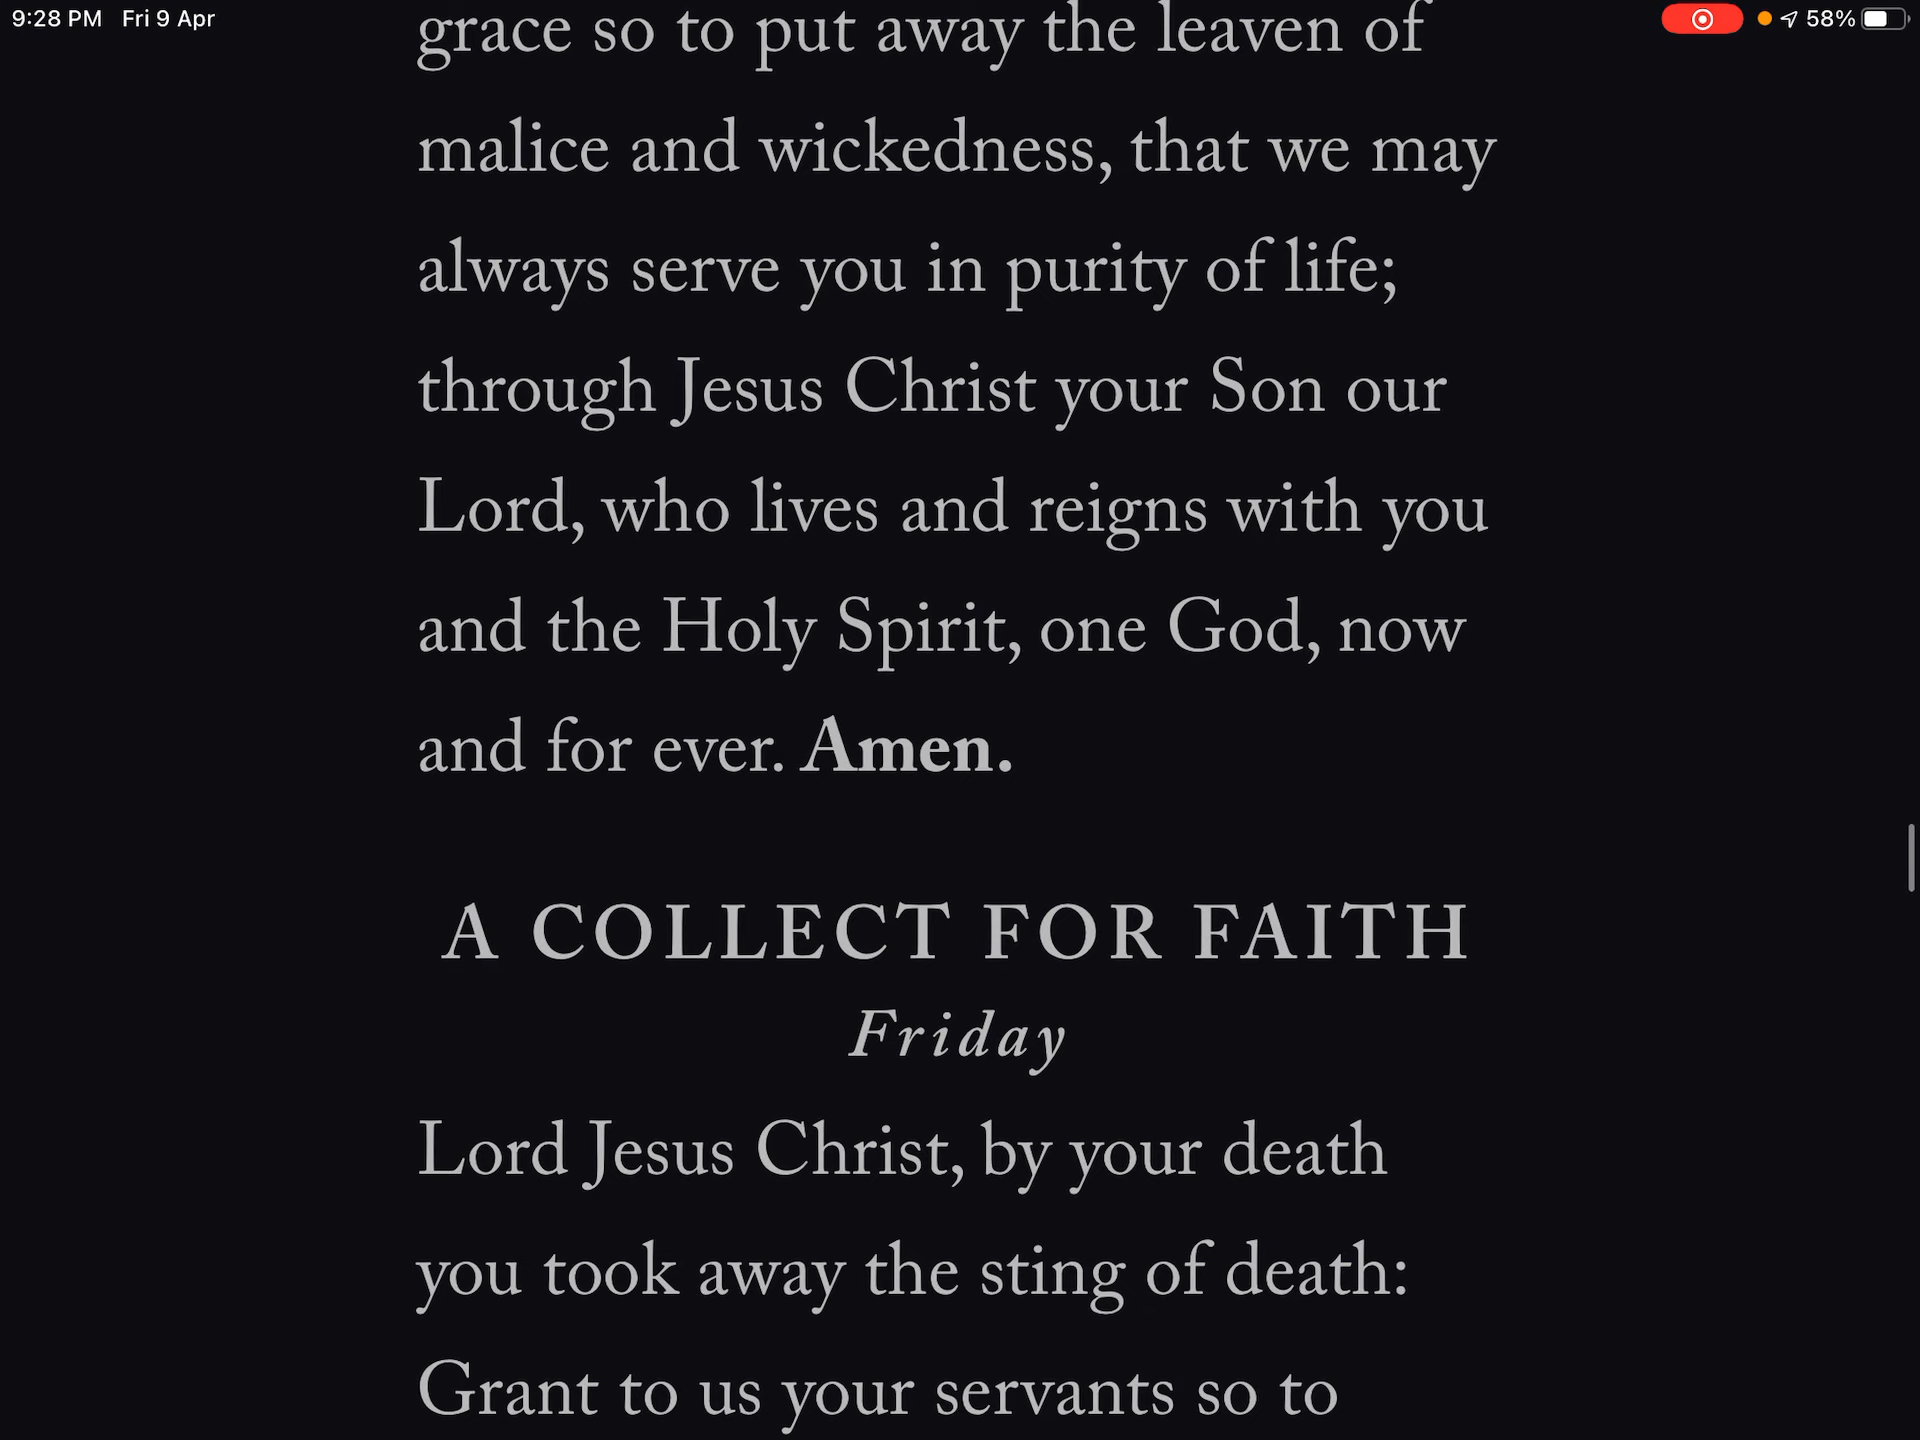 9:28 PM Fri 9 Apr 58%
grace so to put away the leaven of
malice and wickedness, that we may
always serve you in purity of life;
through Jesus Christ your Son our
Lord, who lives and reigns with you
and the Holy Spirit, one God, now
and for ever. Amen.
A COLLECT FOR FAITH
Friday
Lord Jesus Christ, by your death
you took away the sting of death:
Grant to us your servants so to